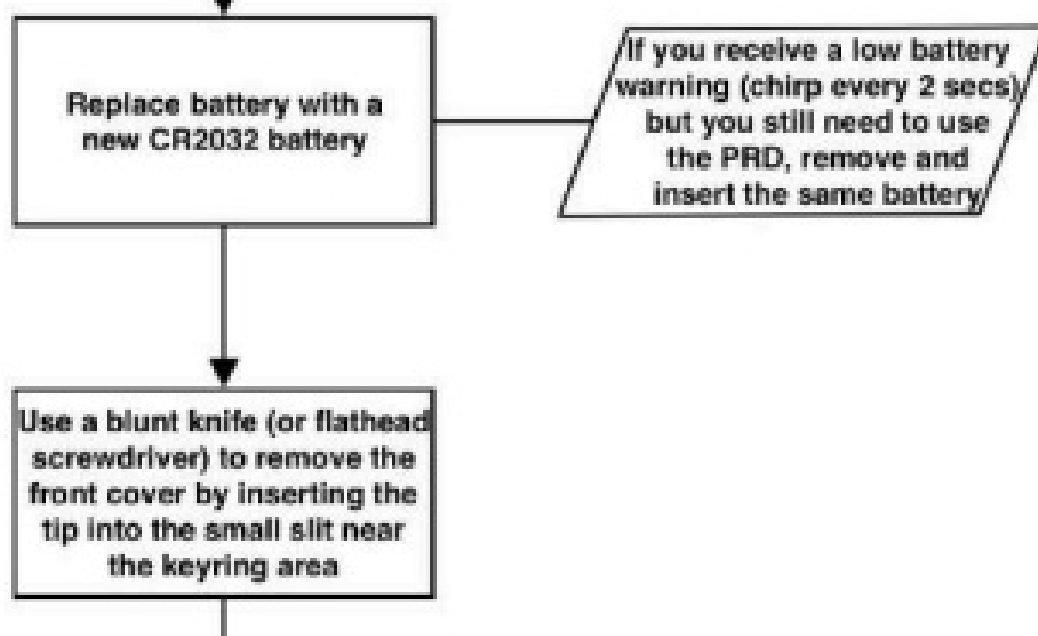 Replace battery with a
new CR2032 battery
If you receive a low battery
warning (chirp every 2 secs)
but you still need to use
the PRD, remove and
insert the same battery
Use a blunt knife (or flathead
screwdriver) to remove the
front cover by inserting the
tip into the small slit near
the keyring area